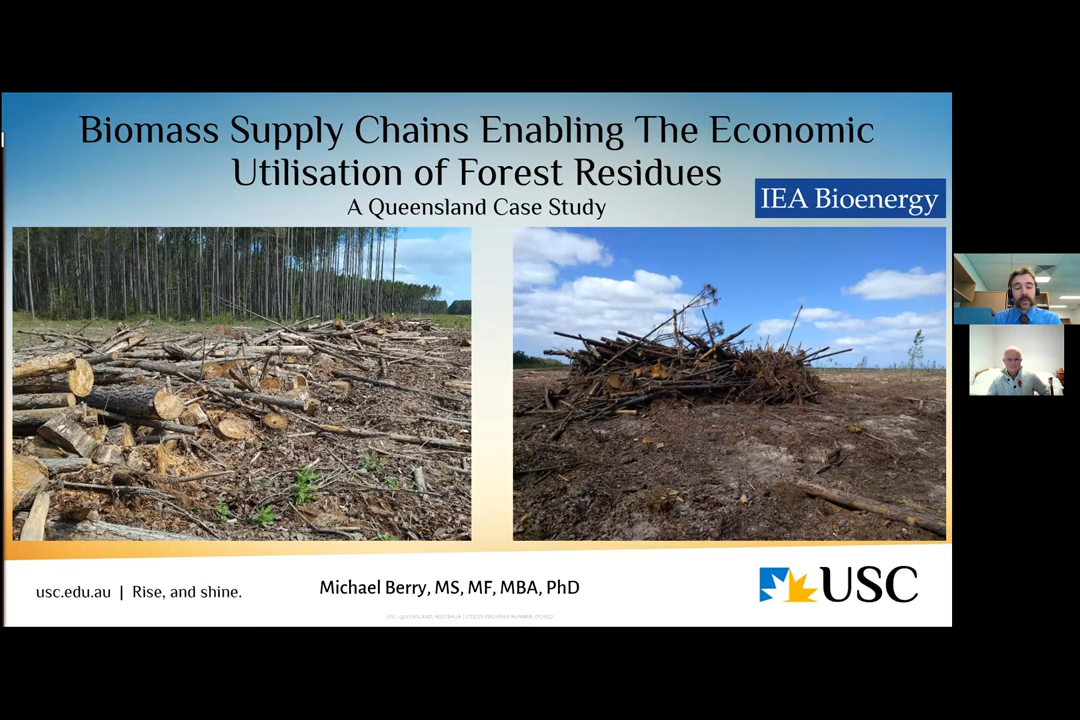 Biomass Supply Chains Enabling The Economic
Utilisation of Forest Residues
A Queensland Case Study
IEA Bioenergy
usc.edu.au | Rise, and shine.
Michael Berry, MS, MF, MBA, PhD
USC